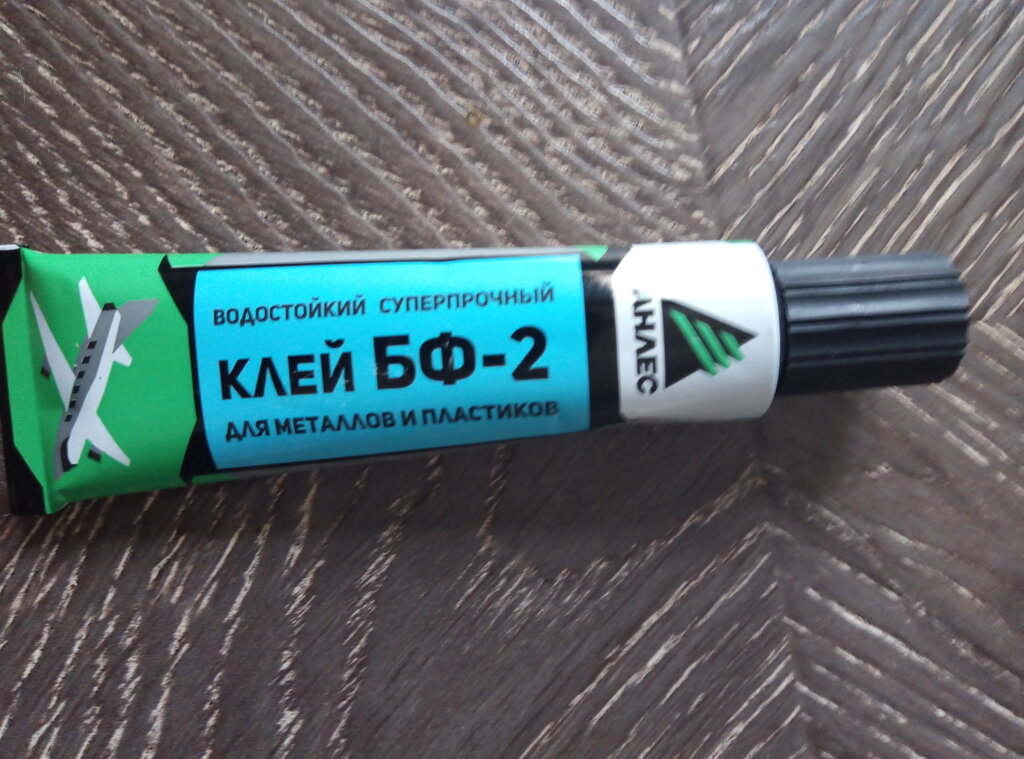 ВОДОСТОЙКИЙ СУПЕРПРОЧНЫЙ
КЛЕЙ БФ-2
ДЛЯ МЕТАЛЛОВ И ПЛАСТИКОВ
АНЛЕС